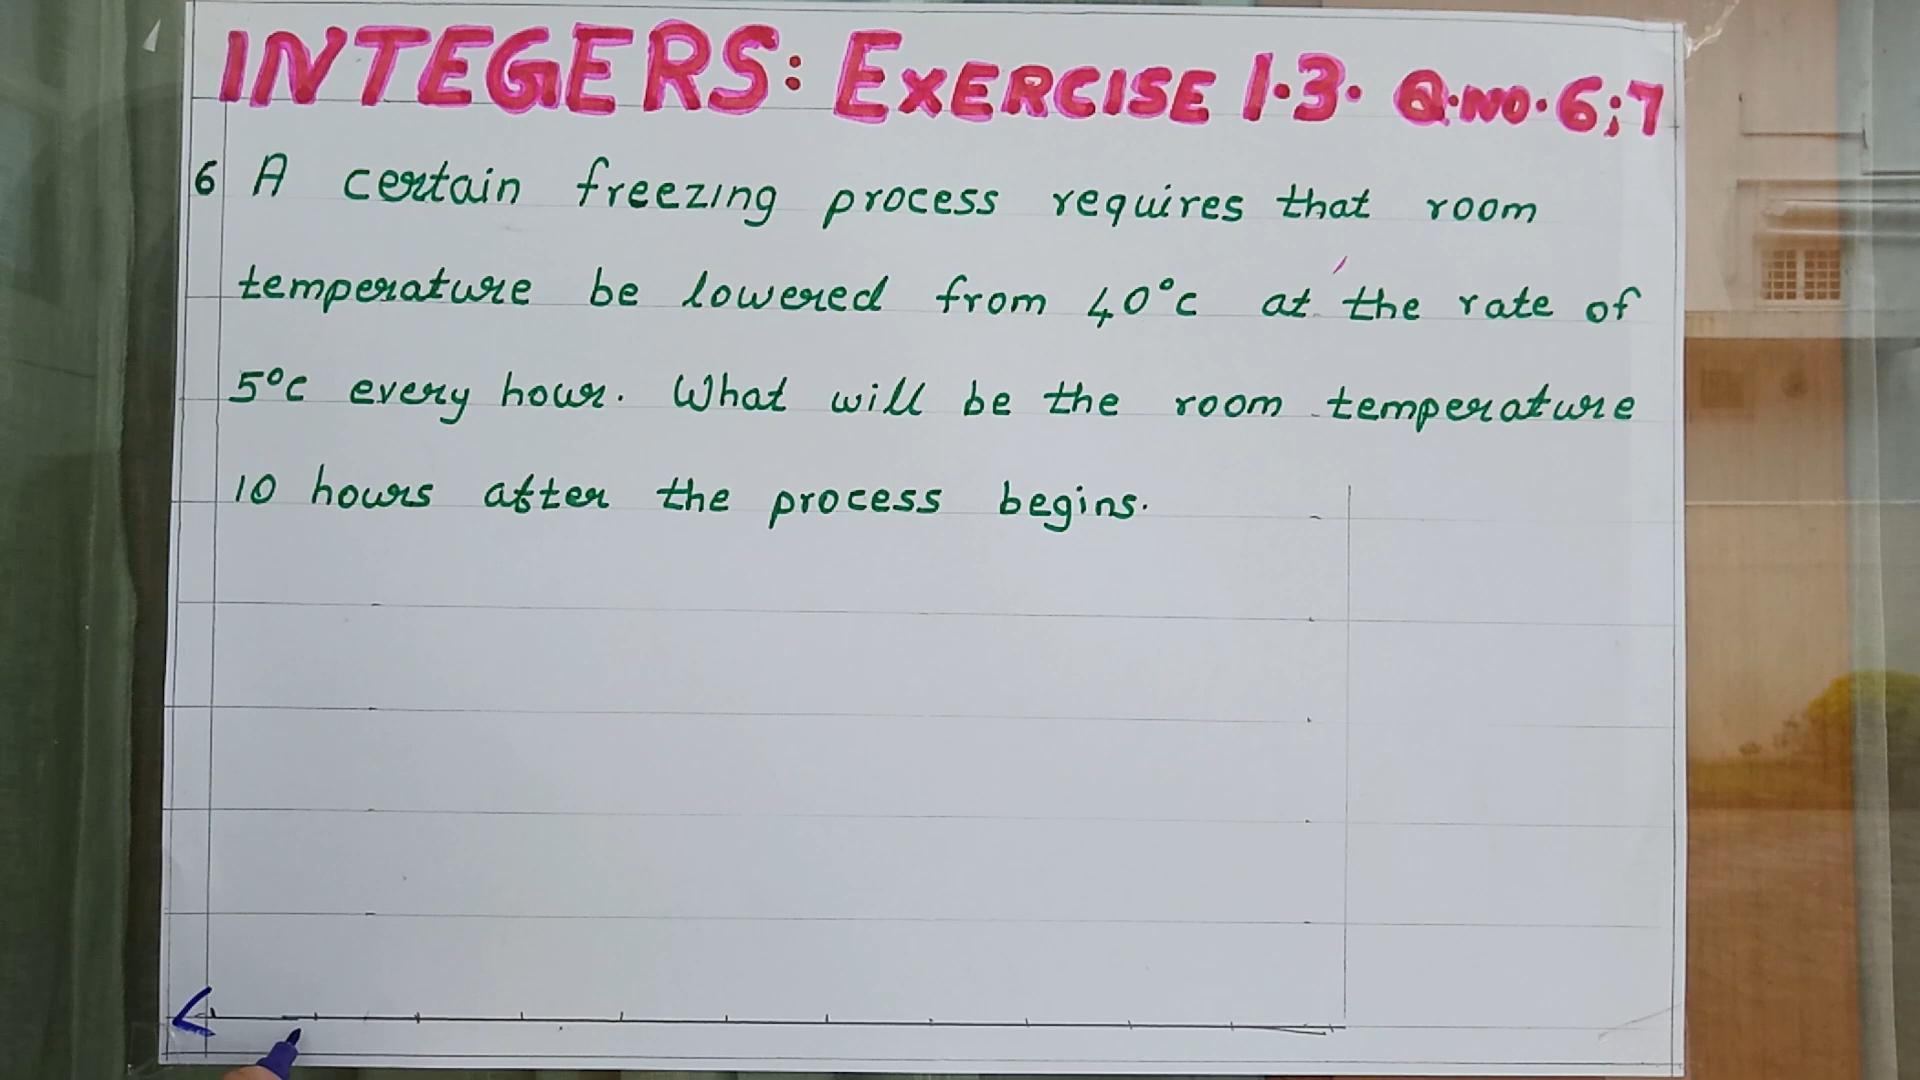 INTEGERS: EXERCISE 1.3. Q.NO.6;7
6 A certain freezing process requires that room
temperature be lowered from 40°c at the rate of
5°c every hour. What will be the room temperature
10 hours after the process begins.